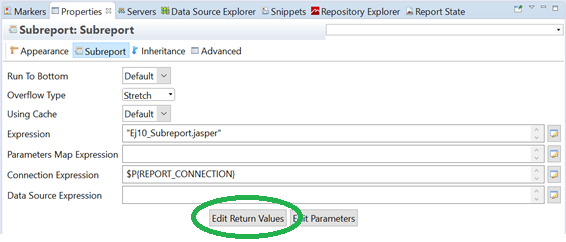 Markers Properties Servers Data Source Explorer Snippets Repository Explorer Report State
Subreport: Subreport
Appearance Subreport Inheritance Advanced
Run To Bottom Default
Overflow Type Stretch
Using Cache Default
Expression "Ej10_Subreport.jasper"
Parameters Map Expression
Connection Expression $P{REPORT_CONNECTION}
Data Source Expression
Edit Return Values Edit Parameters